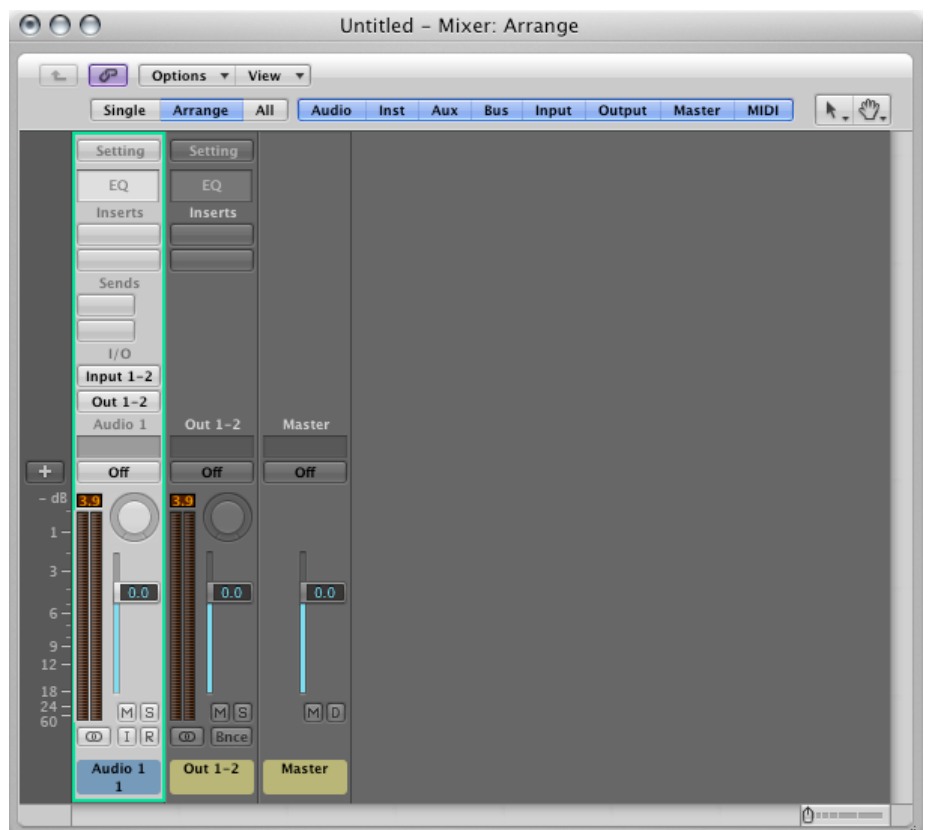 Untitled – Mixer: Arrange
Options View
Single Arrange All Audio Inst Aux Bus Input Output Master MIDI
Setting Setting
EQ EQ
Inserts Inserts
Sends
I/O
Input 1–2
Out 1–2
Audio 1 Out 1–2 Master
+ Off Off Off
– dB 3.9 3.9
1
3
0.0 0.0 0.0
6
9
12
18
24 M S M S M D
60
I R Bnce
Audio 1 Out 1–2 Master
1